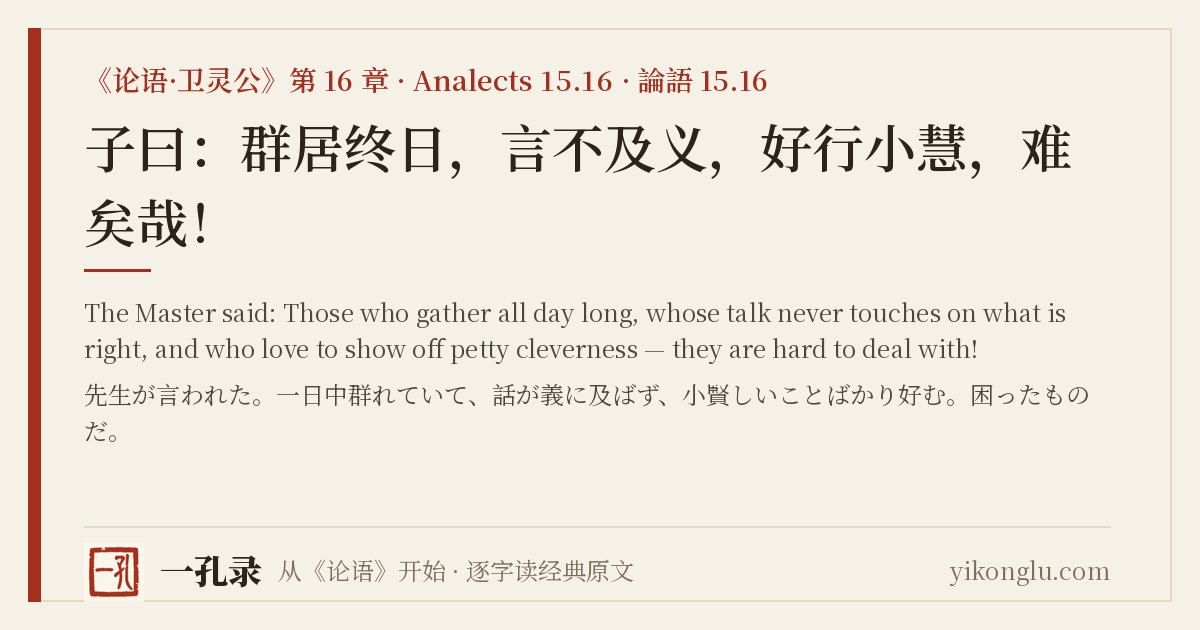 《论语·卫灵公》第 16 章 · Analects 15.16 · 論語 15.16
子曰：群居终日，言不及义，好行小慧，难
矣哉！
The Master said: Those who gather all day long, whose talk never touches on what is
right, and who love to show off petty cleverness — they are hard to deal with!
先生が言われた。一日中群れていて、話が義に及ばず、小賢しいことばかり好む。困ったもの
だ。
一孔
一孔录 从《论语》开始 · 逐字读经典原文 yikonglu.com